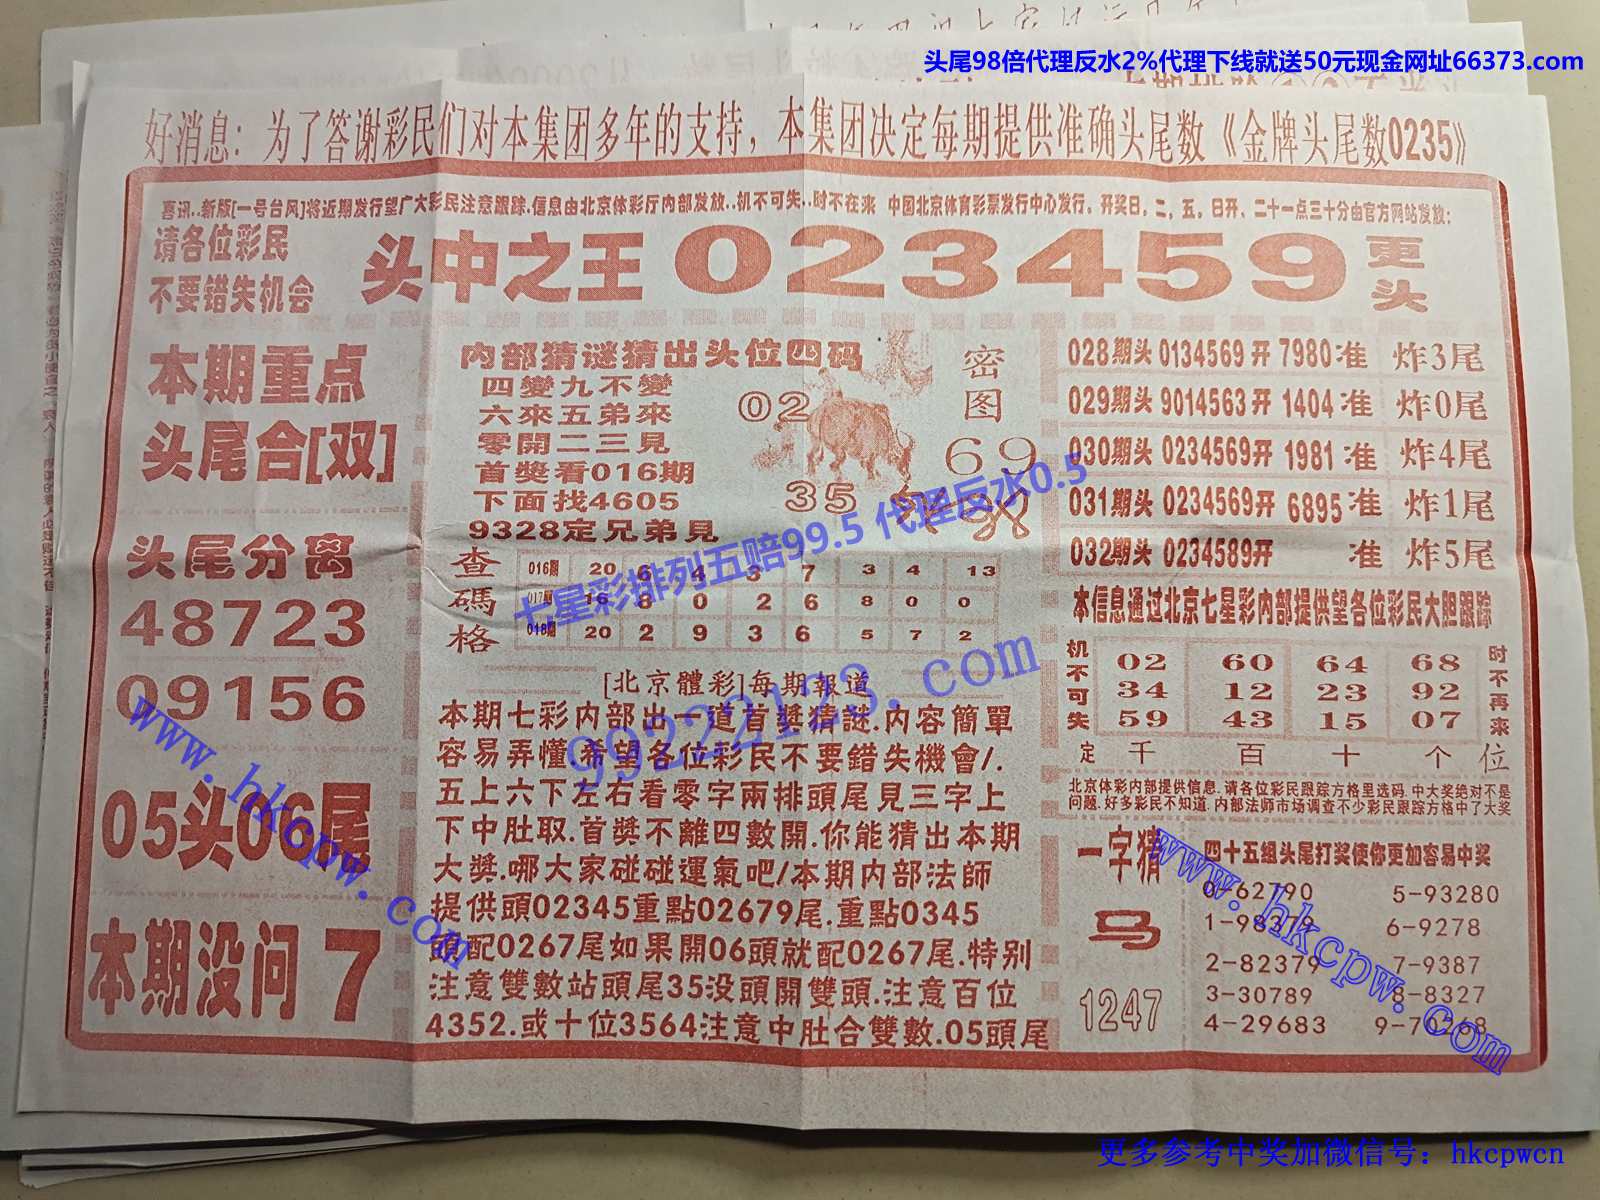 头尾98倍代理反水2%代理下线就送50元现金网址66373.com
好消息：为了答谢彩民们对本集团多年的支持，本集团决定每期提供准确头尾数《金牌头尾数0235》
喜讯..新版[一号台风]将近期发行望广大彩民注意跟踪.信息由北京体彩厅内部发放..机不可失..时不在来 中国北京体育彩票发行中心发行，开奖日，二，五，日开，二十一点三十分由官方网站发放：
请各位彩民
不要错失机会
头中之王 023459 更头
本期重点
头尾合[双]
头尾分离
48723
09156
05头06尾
本期没问 7
内部猜谜猜出头位四码
四變九不變
六來五弟來
零開二三見
首獎看016期
下面找4605
9328定兄弟見
密图
02
69
35
查碼格
016期 20 6 4 3 7 3 4 13
017期 16 8 0 2 6 8 0 0
018期 20 2 9 3 6 5 7 2
[北京體彩]每期報道
本期七彩内部出一道首獎猜謎.内容簡單
容易弄懂.希望各位彩民不要錯失機會/.
五上六下左右看零字兩排頭尾見三字上
下中肚取.首獎不離四數開.你能猜出本期
大獎.哪大家碰碰運氣吧/本期内部法師
提供頭02345重點02679尾.重點0345
頭配0267尾如果開06頭就配0267尾.特别
注意雙數站頭尾35没頭開雙頭.注意百位
4352.或十位3564注意中肚合雙數.05頭尾
028期头 0134569 开 7980 准 炸3尾
029期头 9014563 开 1404 准 炸0尾
030期头 0234569 开 1981 准 炸4尾
031期头 0234569 开 6895 准 炸1尾
032期头 0234589 开 准 炸5尾
本信息通过北京七星彩内部提供望各位彩民大胆跟踪
机不可失
02 60 64 68
34 12 23 92
59 43 15 07
时不再来
定 千 百 十 个 位
北京体彩内部提供信息.请各位彩民跟踪方格里选码.中大奖绝对不是
问题.好多彩民不知道.内部法师市场调查不少彩民跟踪方格中了大奖
一字猜
马
1247
四十五组头尾打奖使你更加容易中奖
0-62790 5-93280
1-98379 6-9278
2-82379 7-9387
3-30789 8-8327
4-29683 9-70268
七星彩排列五赔99.5 代理反水0.5
99222123.com
www.hkcpw.com
www.hkcpw.com
更多参考中奖加微信号：hkcpwcn